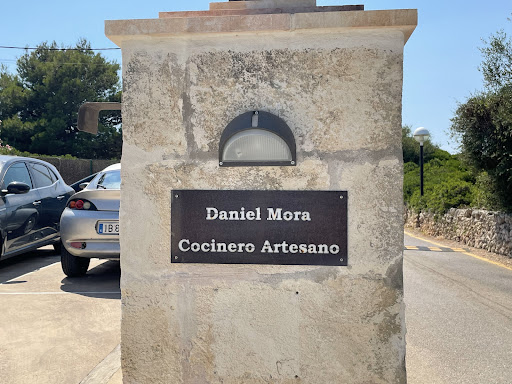 Daniel Mora
Cocinero Artesano